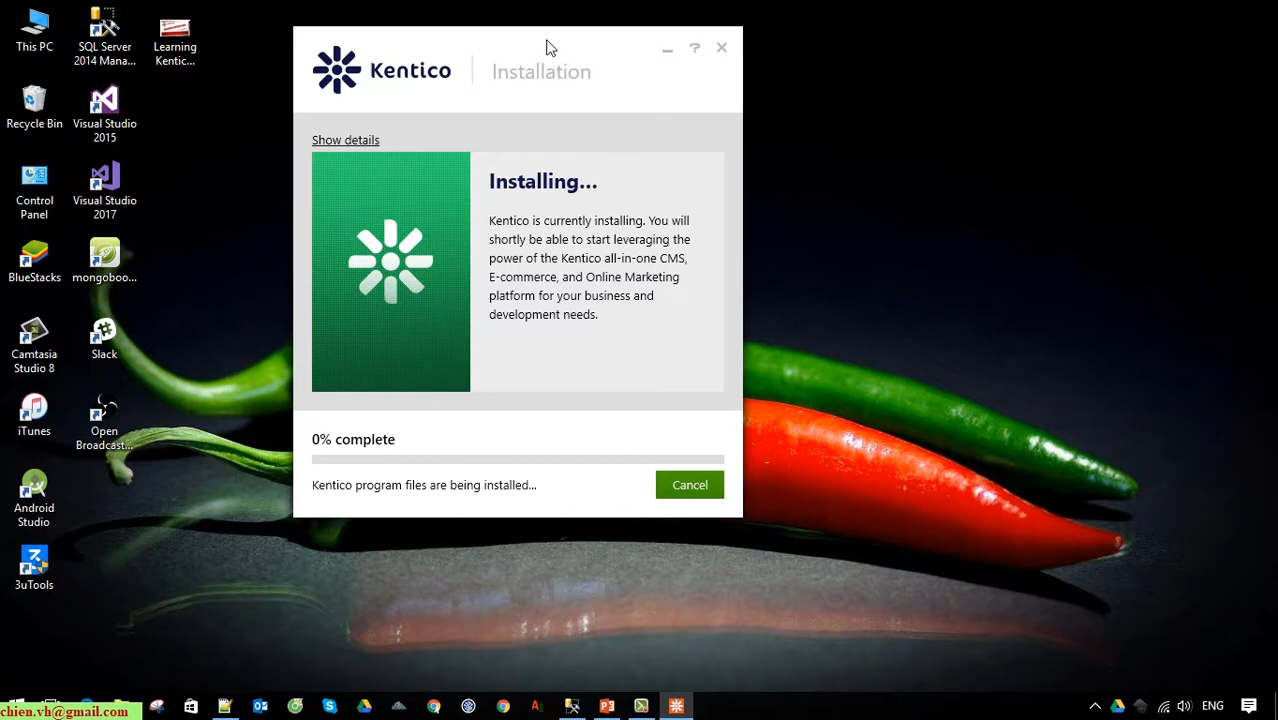 This PC
SQL Server
2014 Mana...
Learning
Kentic...
Recycle Bin
Visual Studio
2015
Control
Panel
Visual Studio
2017
BlueStacks
mongoboo...
Camtasia
Studio 8
Slack
iTunes
Open
Broadcast...
Android
Studio
3uTools
Kentico
Installation
Show details
Installing...
Kentico is currently installing. You will
shortly be able to start leveraging the
power of the Kentico all-in-one CMS,
E-commerce, and Online Marketing
platform for your business and
development needs.
0% complete
Kentico program files are being installed...
Cancel
chien.vh@gmail.com
ENG